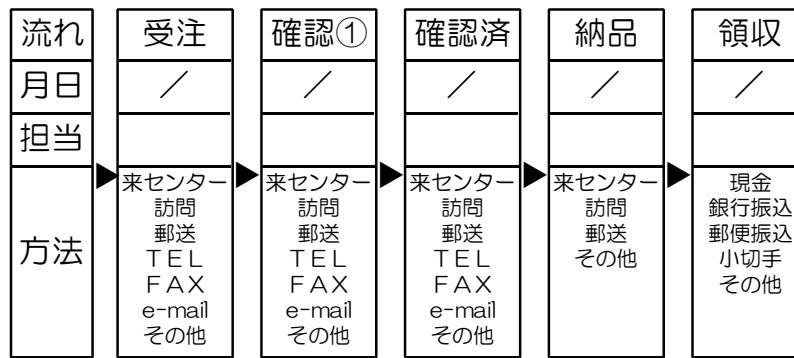 流れ 受注 確認① 確認済 納品 領収
月日 ／ ／ ／ ／ ／
担当
方法
▶ 来センター ▶ 来センター ▶ 来センター ▶ 来センター ▶ 現金
訪問 訪問 訪問 訪問 銀行振込
郵送 郵送 郵送 郵送 郵便振込
ＴＥＬ ＴＥＬ ＴＥＬ その他 小切手
ＦＡＸ ＦＡＸ ＦＡＸ その他
e-mail e-mail e-mail
その他 その他 その他